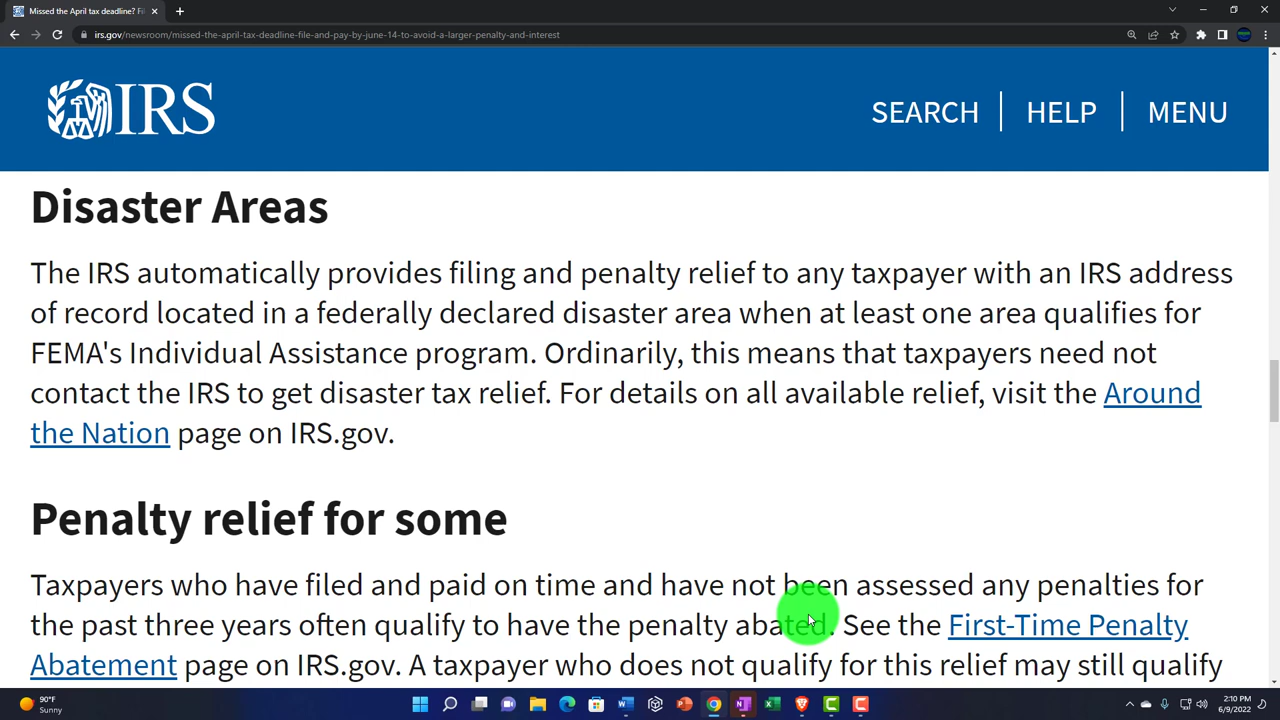 Missed the April tax deadline? Fi
irs.gov/newsroom/missed-the-april-tax-deadline-file-and-pay-by-june-14-to-avoid-a-larger-penalty-and-interest
IRS
SEARCH
HELP
MENU
Disaster Areas
The IRS automatically provides filing and penalty relief to any taxpayer with an IRS address
of record located in a federally declared disaster area when at least one area qualifies for
FEMA's Individual Assistance program. Ordinarily, this means that taxpayers need not
contact the IRS to get disaster tax relief. For details on all available relief, visit the Around
the Nation page on IRS.gov.
Penalty relief for some
Taxpayers who have filed and paid on time and have not been assessed any penalties for
the past three years often qualify to have the penalty abated. See the First-Time Penalty
Abatement page on IRS.gov. A taxpayer who does not qualify for this relief may still qualify
90°F
Sunny
2:10 PM
6/9/2022